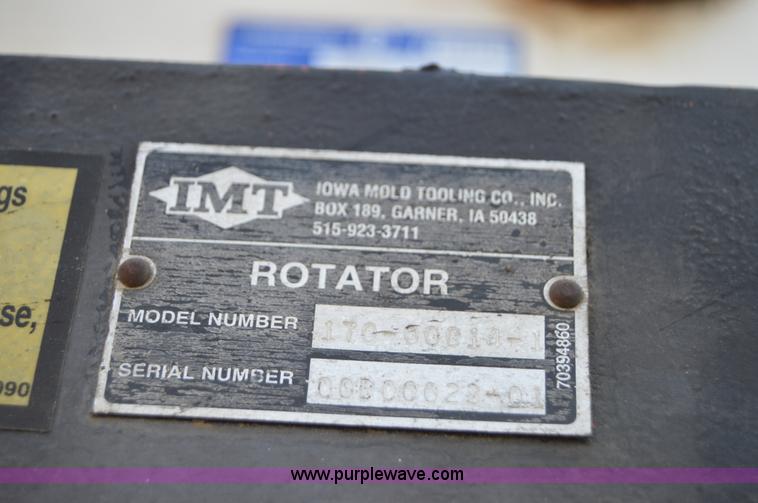 gs
se,
990
IMT
IOWA MOLD TOOLING CO., INC.
BOX 189, GARNER, IA 50438
515-923-3711
ROTATOR
MODEL NUMBER
SERIAL NUMBER
70394860
www.purplewave.com